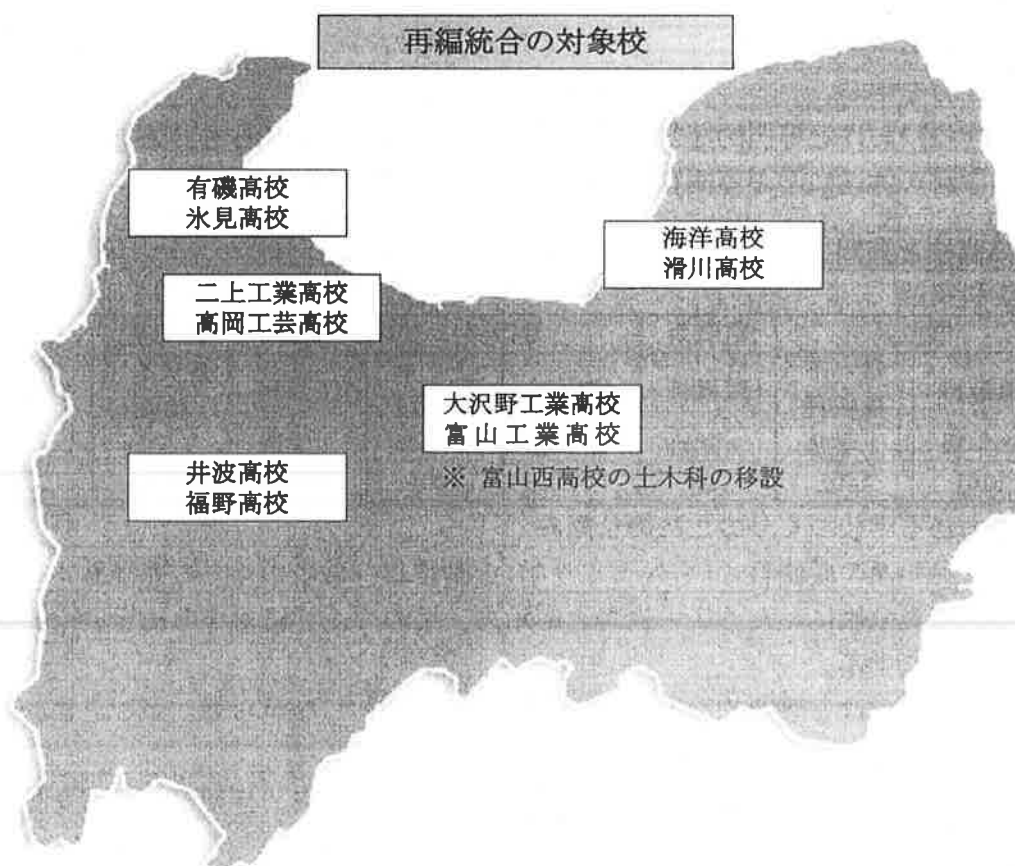 再編統合の対象校
有磯高校
氷見高校
海洋高校
滑川高校
二上工業高校
高岡工芸高校
大沢野工業高校
富山工業高校
※ 富山西高校の土木科の移設
井波高校
福野高校